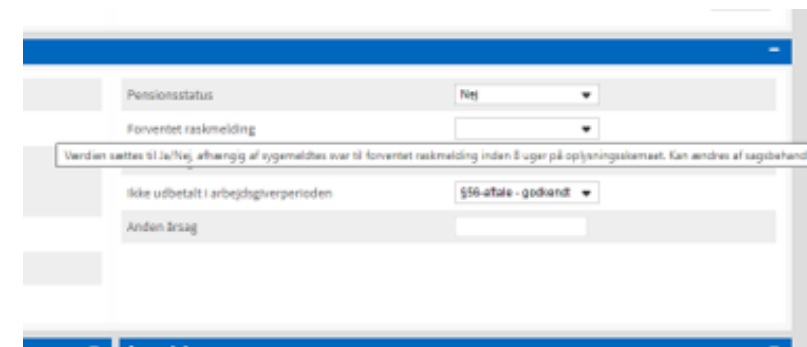 Pensionsstatus Nej
Forventet raskmelding
Værdien sættes til Ja/Nej, afhængig af sygemeldtes svar til forventet raskmelding inden 8 uger på oplysningsskemaet. Kan ændres af sagsbehand
Ikke udbetalt i arbejdsgiverperioden §56-aftale - godkendt
Anden årsag